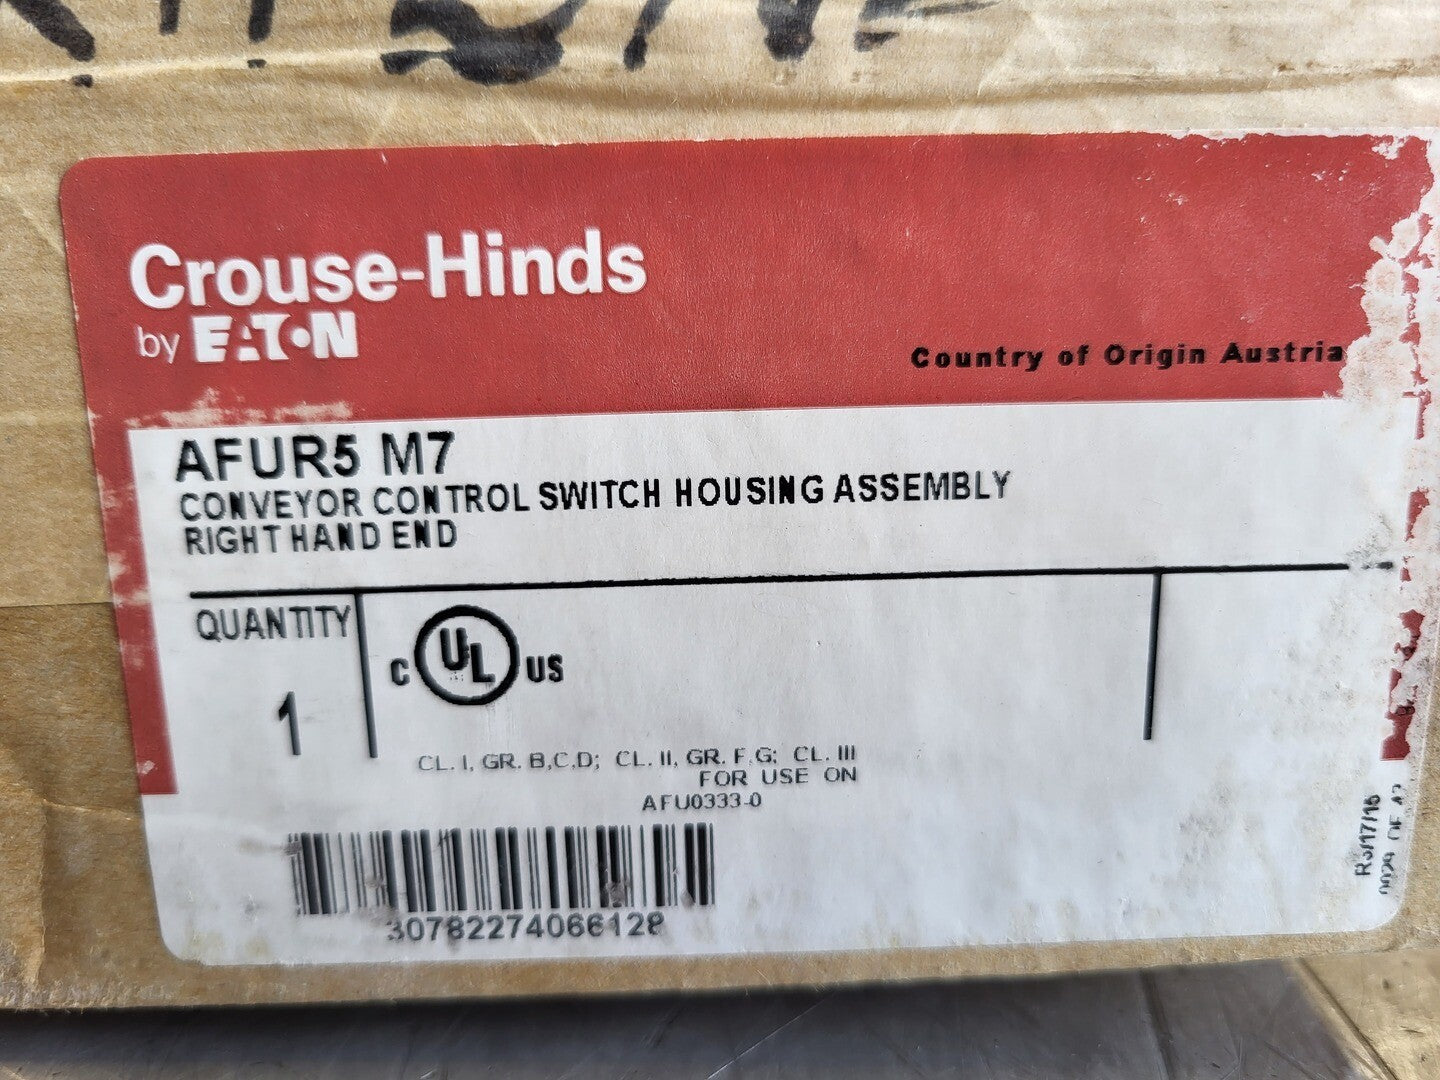 Crouse-Hinds
by EATON
Country of Origin Austria
AFUR5 M7
CONVEYOR CONTROL SWITCH HOUSING ASSEMBLY
RIGHT HAND END
QUANTITY
1
C UL US
CL. I, GR. B,C,D; CL. II, GR. F,G; CL. III
FOR USE ON
AFU0333-0
30782274066128